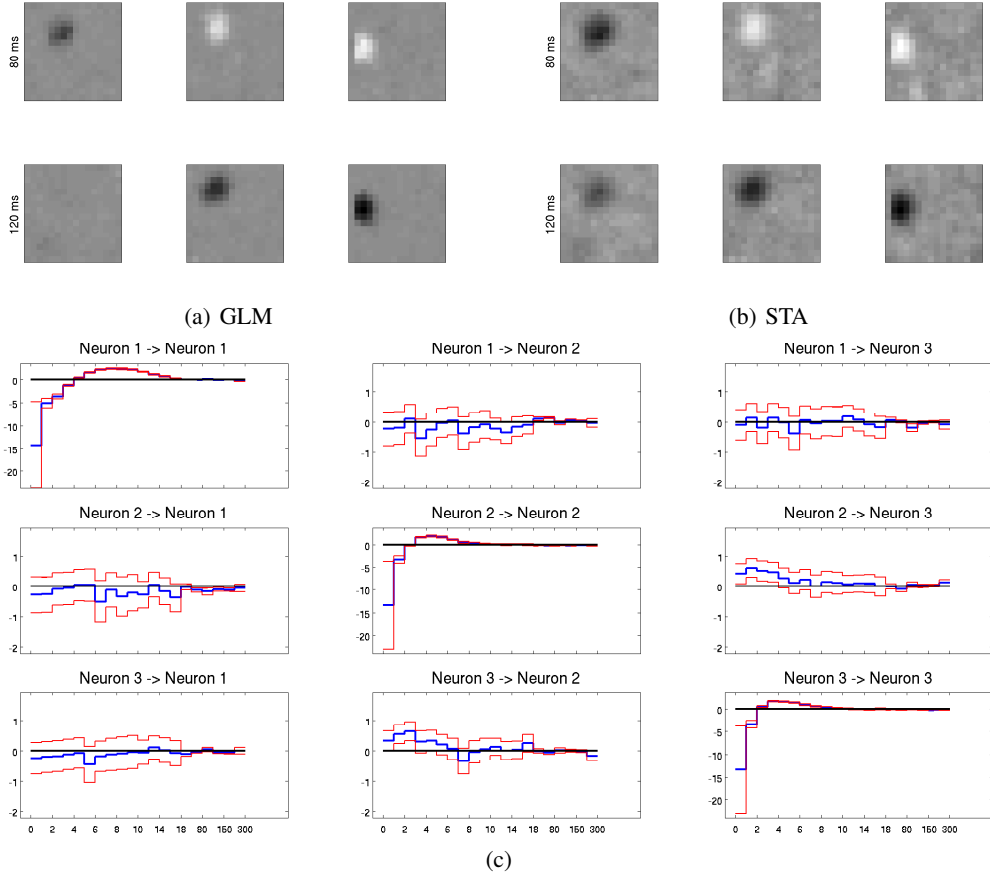 80 ms
80 ms
120 ms
120 ms
(a) GLM
(b) STA
Neuron 1 -> Neuron 1
Neuron 1 -> Neuron 2
Neuron 1 -> Neuron 3
0
-5
-10
-15
-20
1
0
-1
-2
1
0
-1
-2
Neuron 2 -> Neuron 1
Neuron 2 -> Neuron 2
Neuron 2 -> Neuron 3
1
0
-1
-2
0
-5
-10
-15
-20
1
0
-1
-2
Neuron 3 -> Neuron 1
Neuron 3 -> Neuron 2
Neuron 3 -> Neuron 3
1
0
-1
-2
1
0
-1
-2
0
-5
-10
-15
-20
0 2 4 6 8 10 14 18 80 150 300
0 2 4 6 8 10 14 18 80 150 300
0 2 4 6 8 10 14 18 80 150 300
(c)